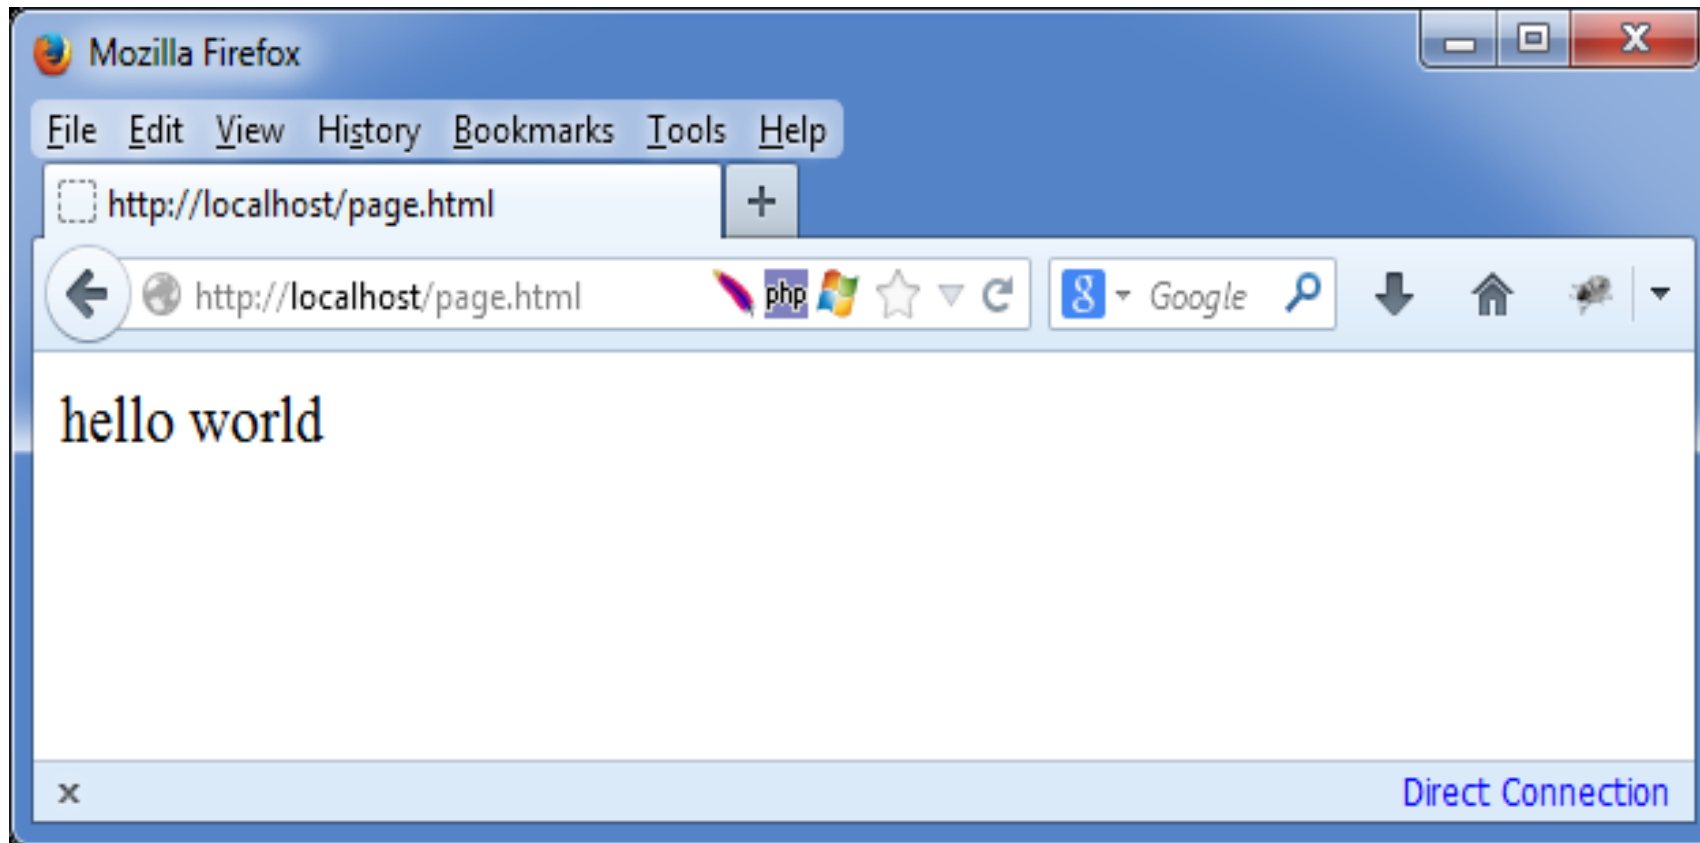 Mozilla Firefox
File Edit View History Bookmarks Tools Help
http://localhost/page.html
http://localhost/page.html php 8 Google
hello world
x Direct Connection